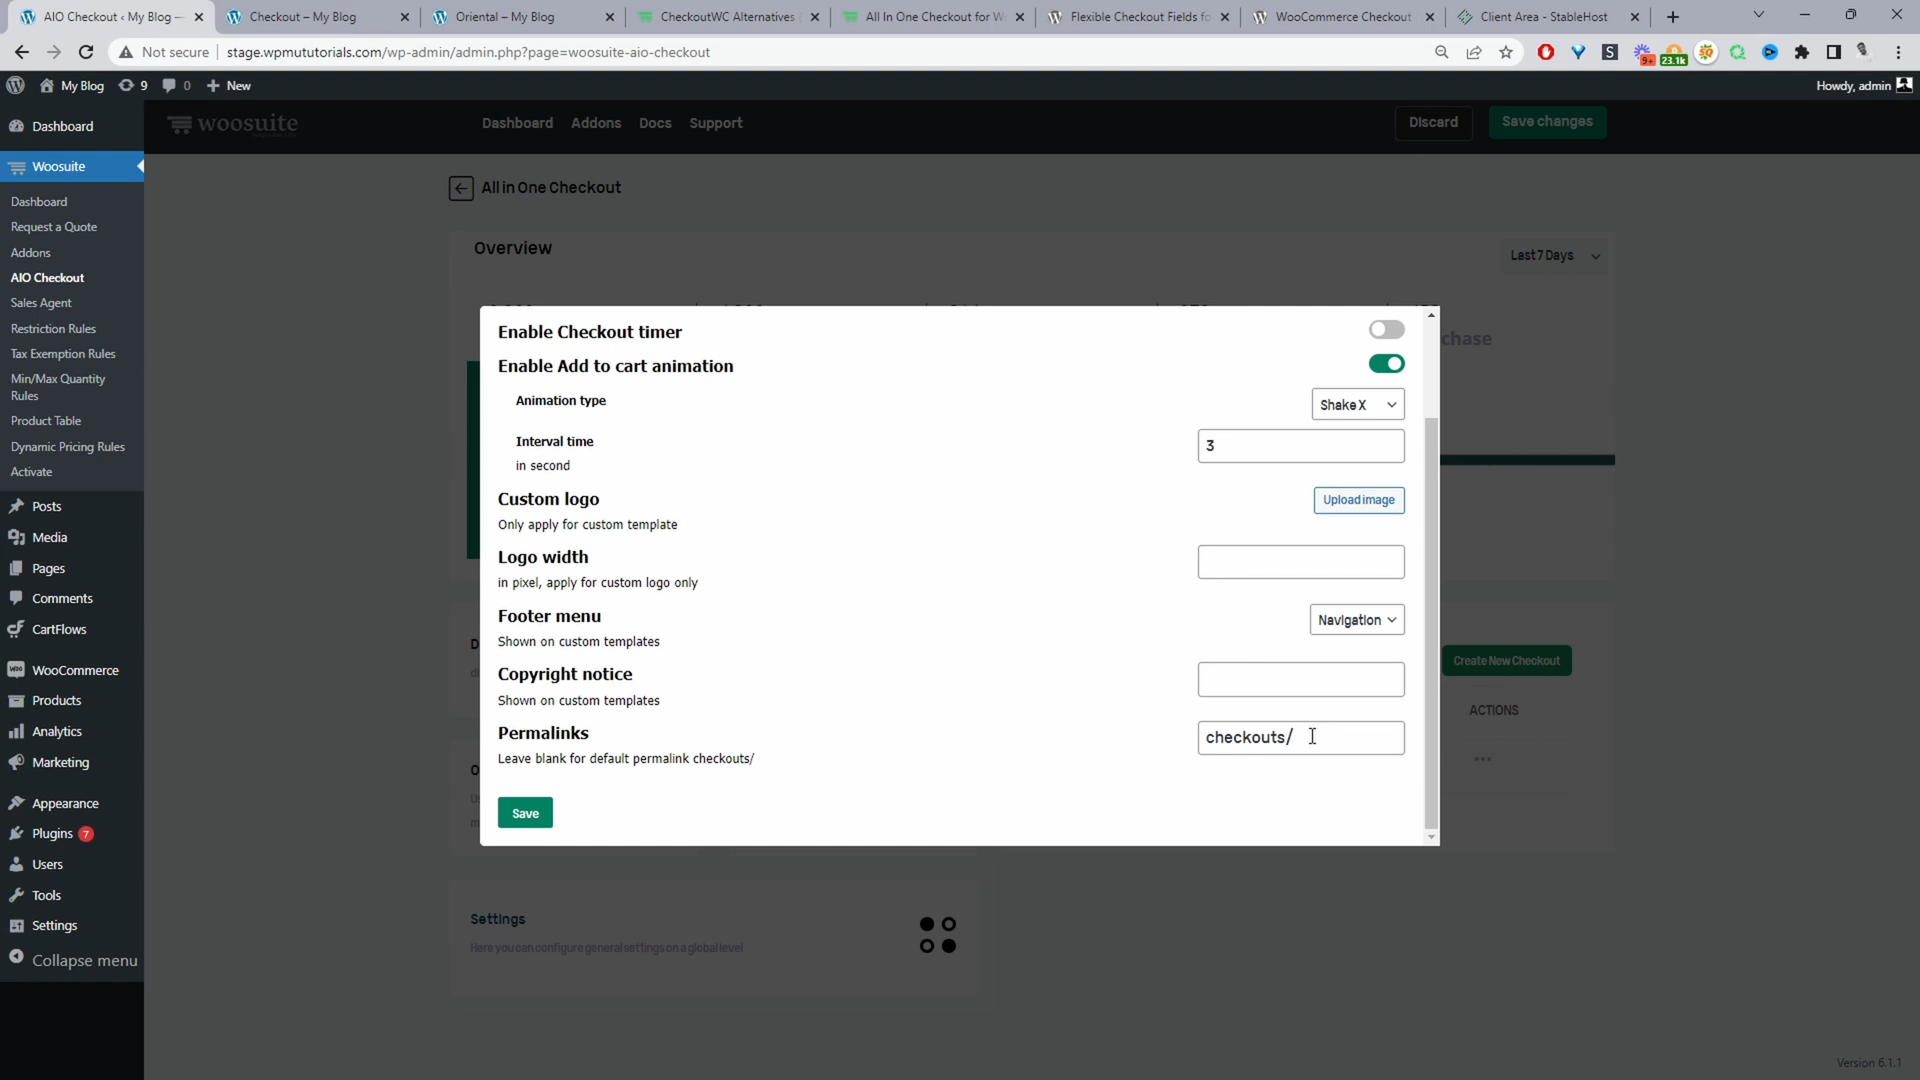 AIO Checkout ‹ My Blog —
Checkout – My Blog
Oriental – My Blog
CheckoutWC Alternatives
All In One Checkout for W
Flexible Checkout Fields fo
WooCommerce Checkout
Client Area - StableHost
Not secure
stage.wpmututorials.com/wp-admin/admin.php?page=woosuite-aio-checkout
9+
23.1k
My Blog
9
0
New
Howdy, admin
Dashboard
Woosuite
Dashboard
Request a Quote
Addons
AIO Checkout
Sales Agent
Restriction Rules
Tax Exemption Rules
Min/Max Quantity
Rules
Product Table
Dynamic Pricing Rules
Activate
Posts
Media
Pages
Comments
CartFlows
WooCommerce
Products
Analytics
Marketing
Appearance
Plugins 7
Users
Tools
Settings
Collapse menu
woosuite
Dashboard
Addons
Docs
Support
Discard
Save changes
All in One Checkout
Overview
Last 7 Days
chase
Enable Checkout timer
Enable Add to cart animation
Animation type
Shake X
Interval time
in second
3
Custom logo
Only apply for custom template
Upload image
Logo width
in pixel, apply for custom logo only
Footer menu
Shown on custom templates
Navigation
Copyright notice
Shown on custom templates
Permalinks
Leave blank for default permalink checkouts/
checkouts/
Save
Create New Checkout
ACTIONS
Settings
Here you can configure general settings on a global level
Version 6.1.1